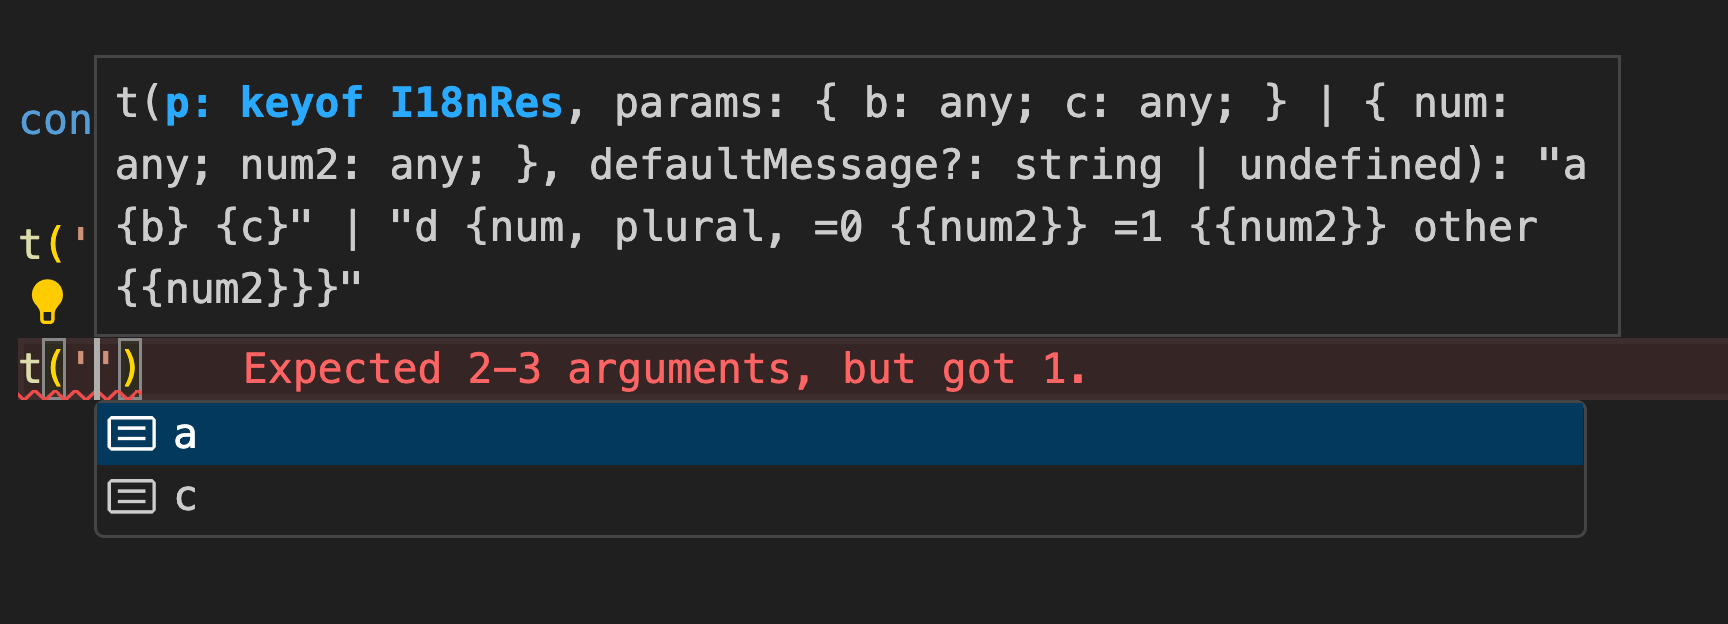 t(p: keyof I18nRes, params: { b: any; c: any; } | { num:
con
any; num2: any; }, defaultMessage?: string | undefined): "a
{b} {c}" | "d {num, plural, =0 {{num2}} =1 {{num2}} other
t('
{{num2}}}"
t('') Expected 2-3 arguments, but got 1.
a
c